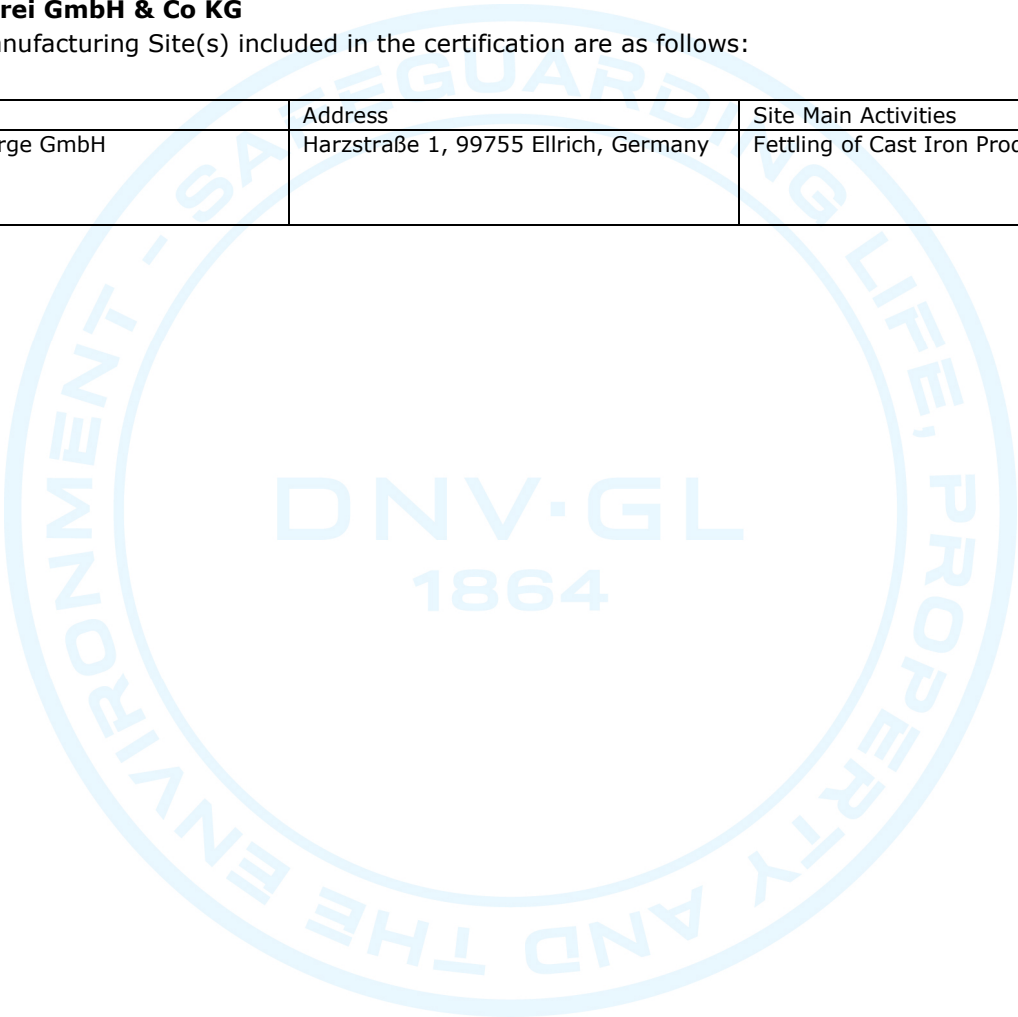 rei GmbH & Co KG
anufacturing Site(s) included in the certification are as follows:
Address Site Main Activities
rge GmbH Harzstraße 1, 99755 Ellrich, Germany Fettling of Cast Iron Prod
SAFEGUARDING LIFE, PROPERTY AND THE ENVIRONMENT -
DNV·GL
1864